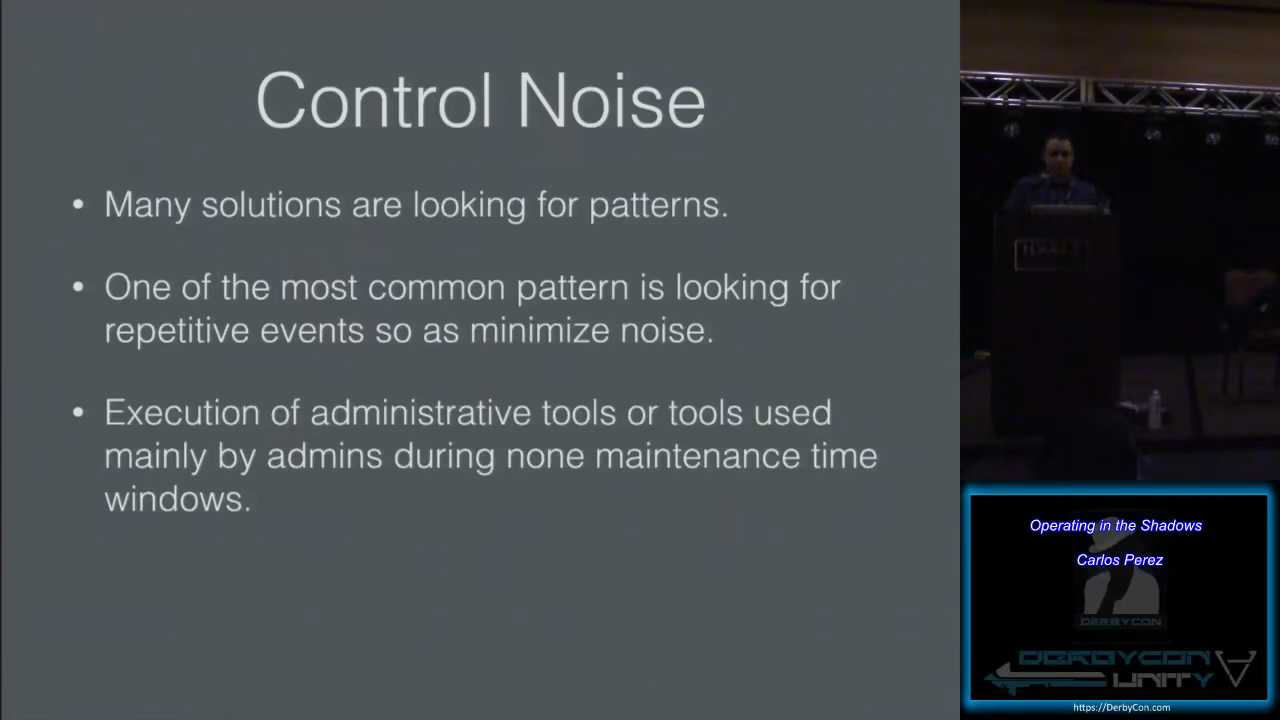 Control Noise
• Many solutions are looking for patterns.
• One of the most common pattern is looking for
repetitive events so as minimize noise.
• Execution of administrative tools or tools used
mainly by admins during none maintenance time
windows.
Operating in the Shadows
Carlos Perez
DERBYCON
DERBYCON
UNITY
https://DerbyCon.com